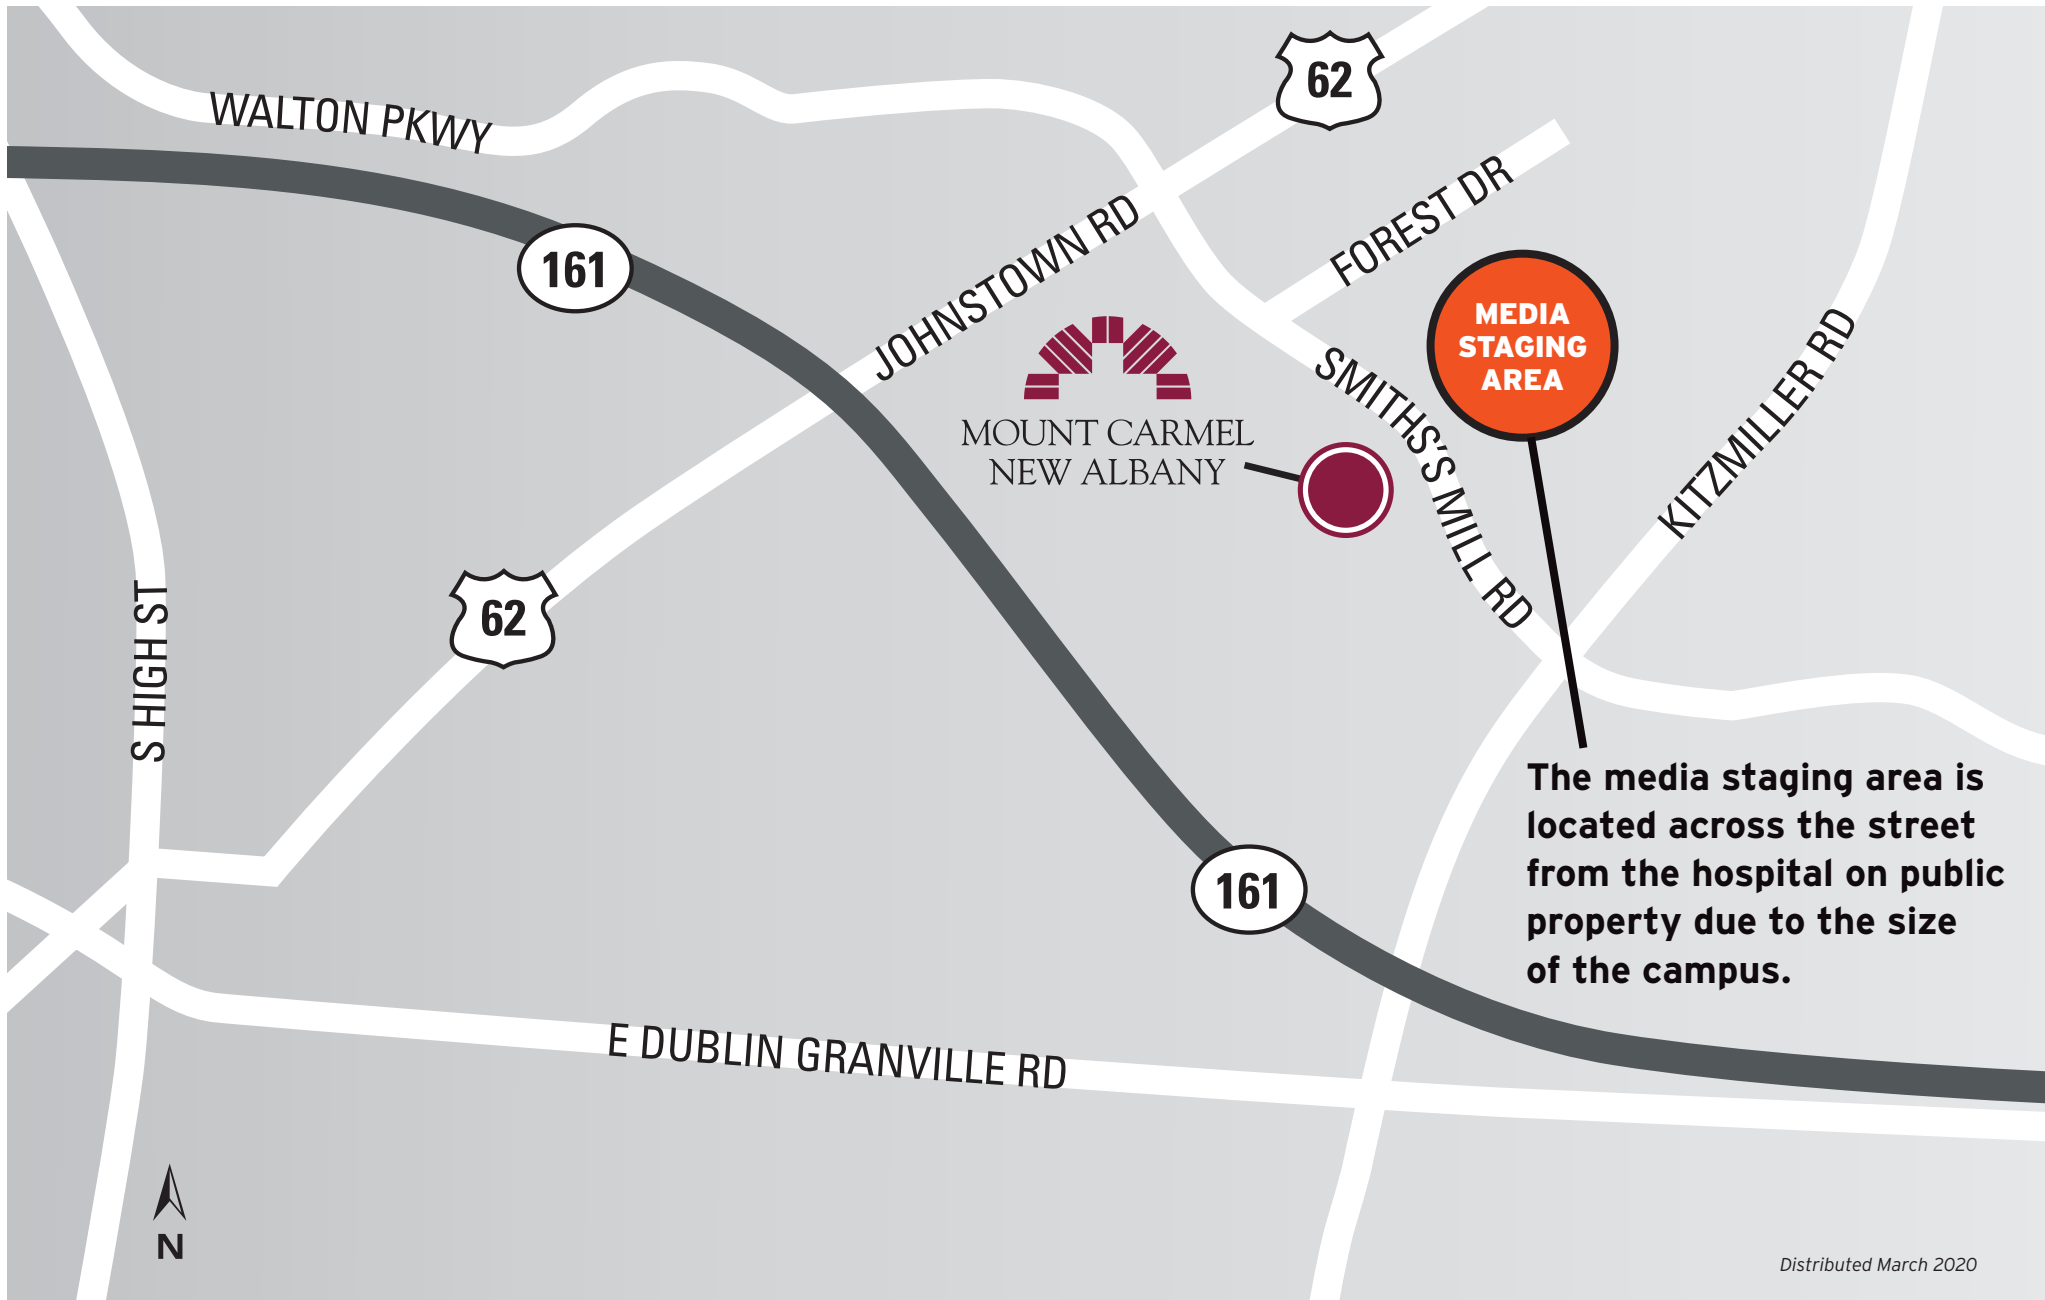 62
WALTON PKWY
FOREST DR
JOHNSTOWN RD
161
MEDIA
STAGING
AREA
KITZMILLER RD
SMITHS'S MILL RD
MOUNT CARMEL
NEW ALBANY
62
S HIGH ST
The media staging area is
located across the street
from the hospital on public
property due to the size
of the campus.
161
E DUBLIN GRANVILLE RD
N
Distributed March 2020